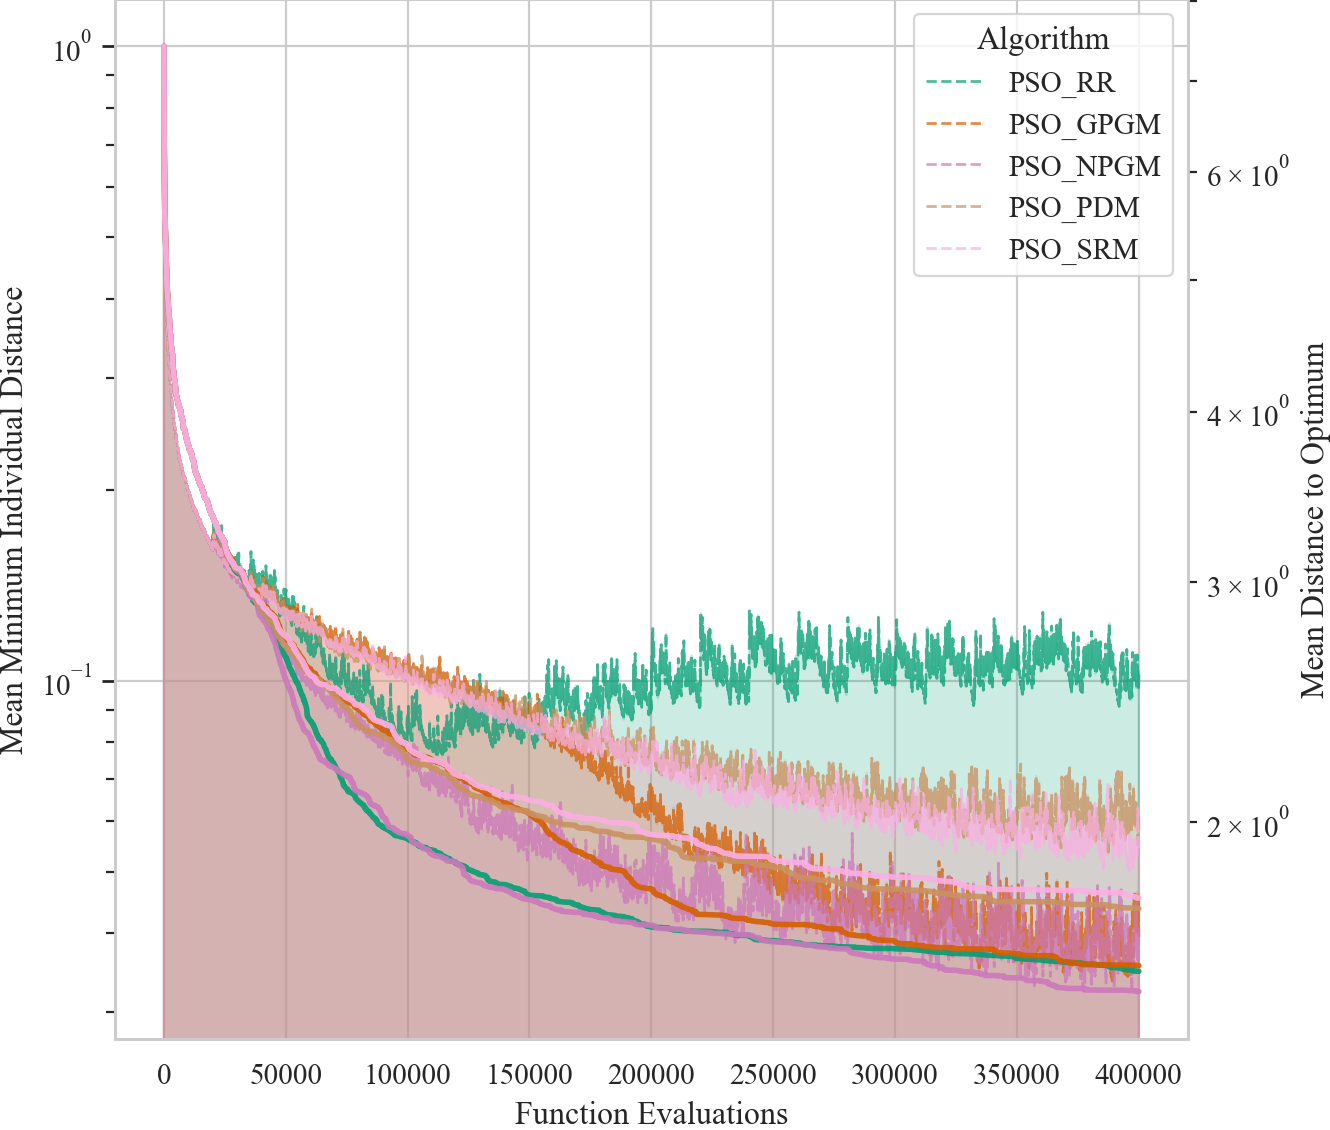 Algorithm
PSO_RR
PSO_GPGM
PSO_NPGM
PSO_PDM
PSO_SRM
10^0
10^−1
Mean Minimum Individual Distance
6 × 10^0
4 × 10^0
3 × 10^0
2 × 10^0
Mean Distance to Optimum
0 50000 100000 150000 200000 250000 300000 350000 400000
Function Evaluations